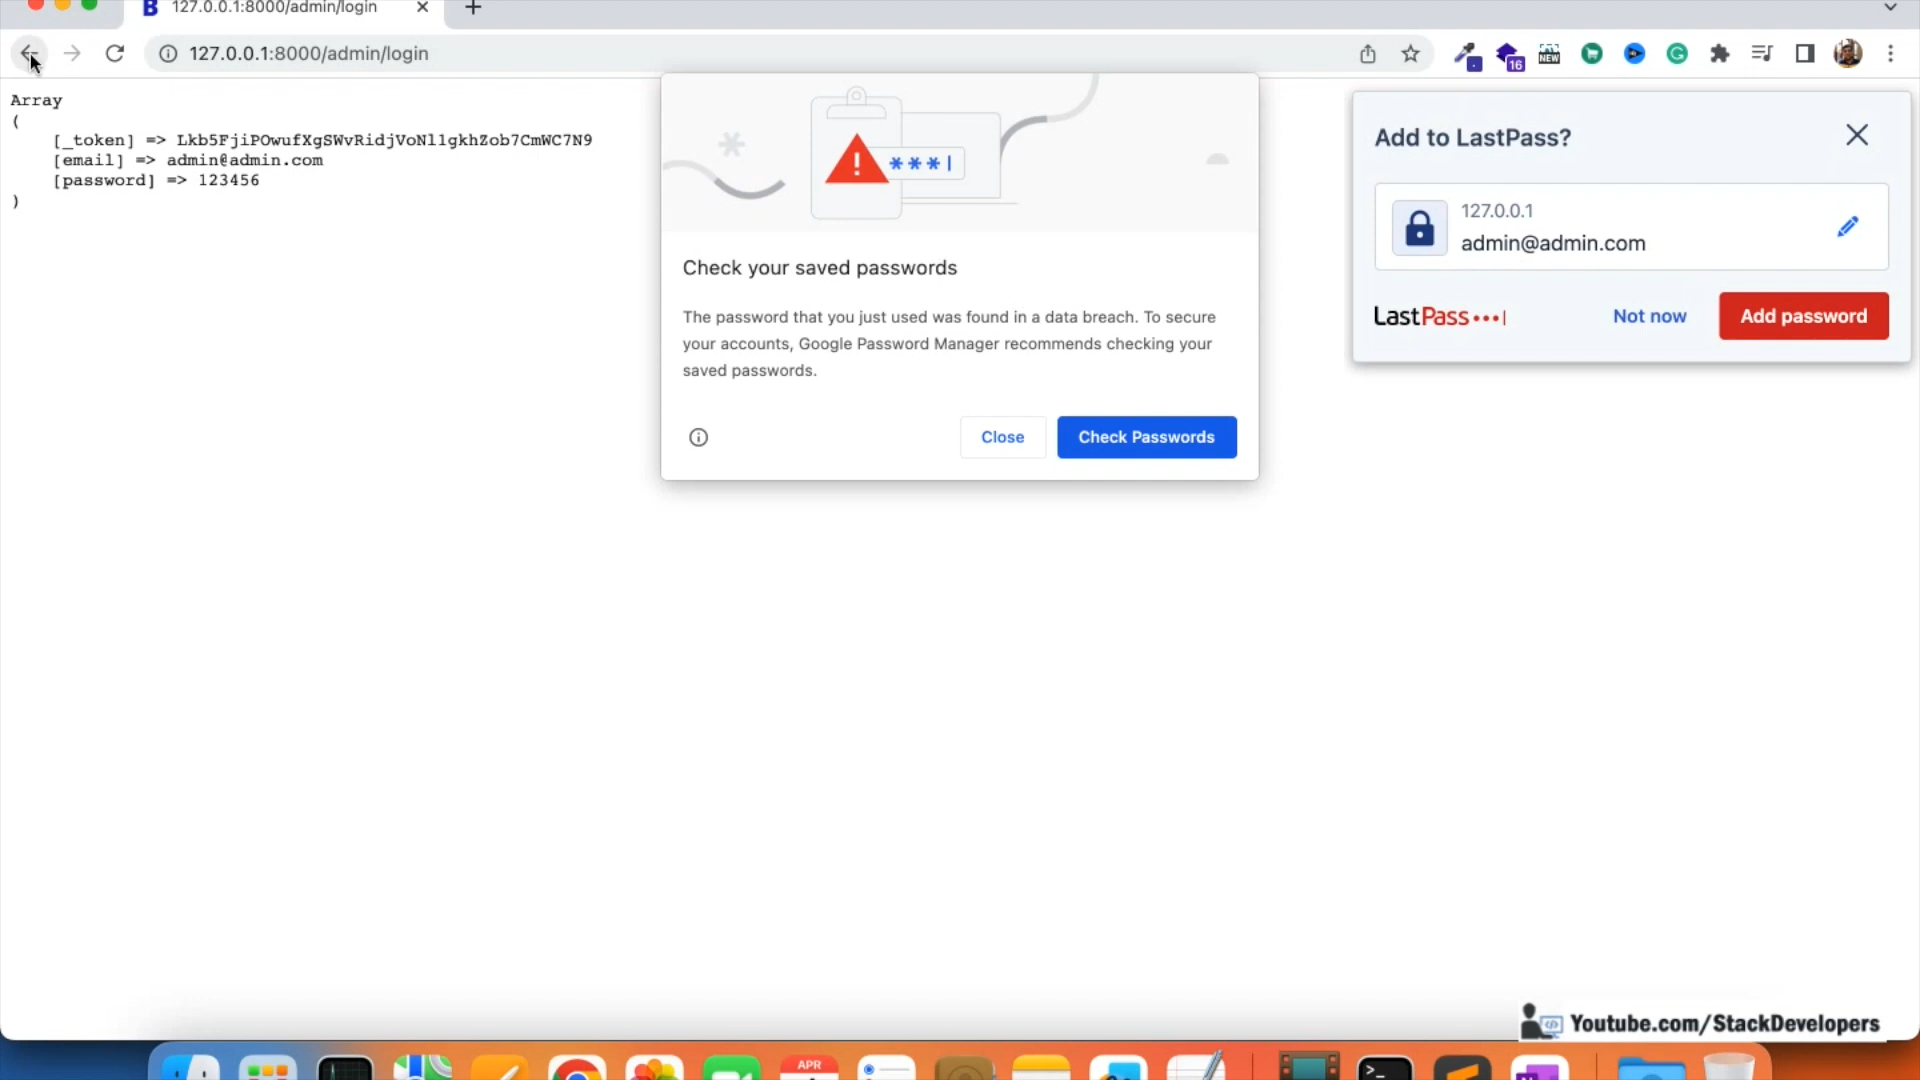 127.0.0.1:8000/admin/login
127.0.0.1:8000/admin/login
16
NEW
Array
(
[_token] => Lkb5FjiPOwufXgSWvRidjVoNl1gkhZob7CmWC7N9
[email] => admin@admin.com
[password] => 123456
)
***|
Check your saved passwords
The password that you just used was found in a data breach. To secure
your accounts, Google Password Manager recommends checking your
saved passwords.
Close
Check Passwords
Add to LastPass?
127.0.0.1
admin@admin.com
LastPass•••|
Not now
Add password
Youtube.com/StackDevelopers
APR